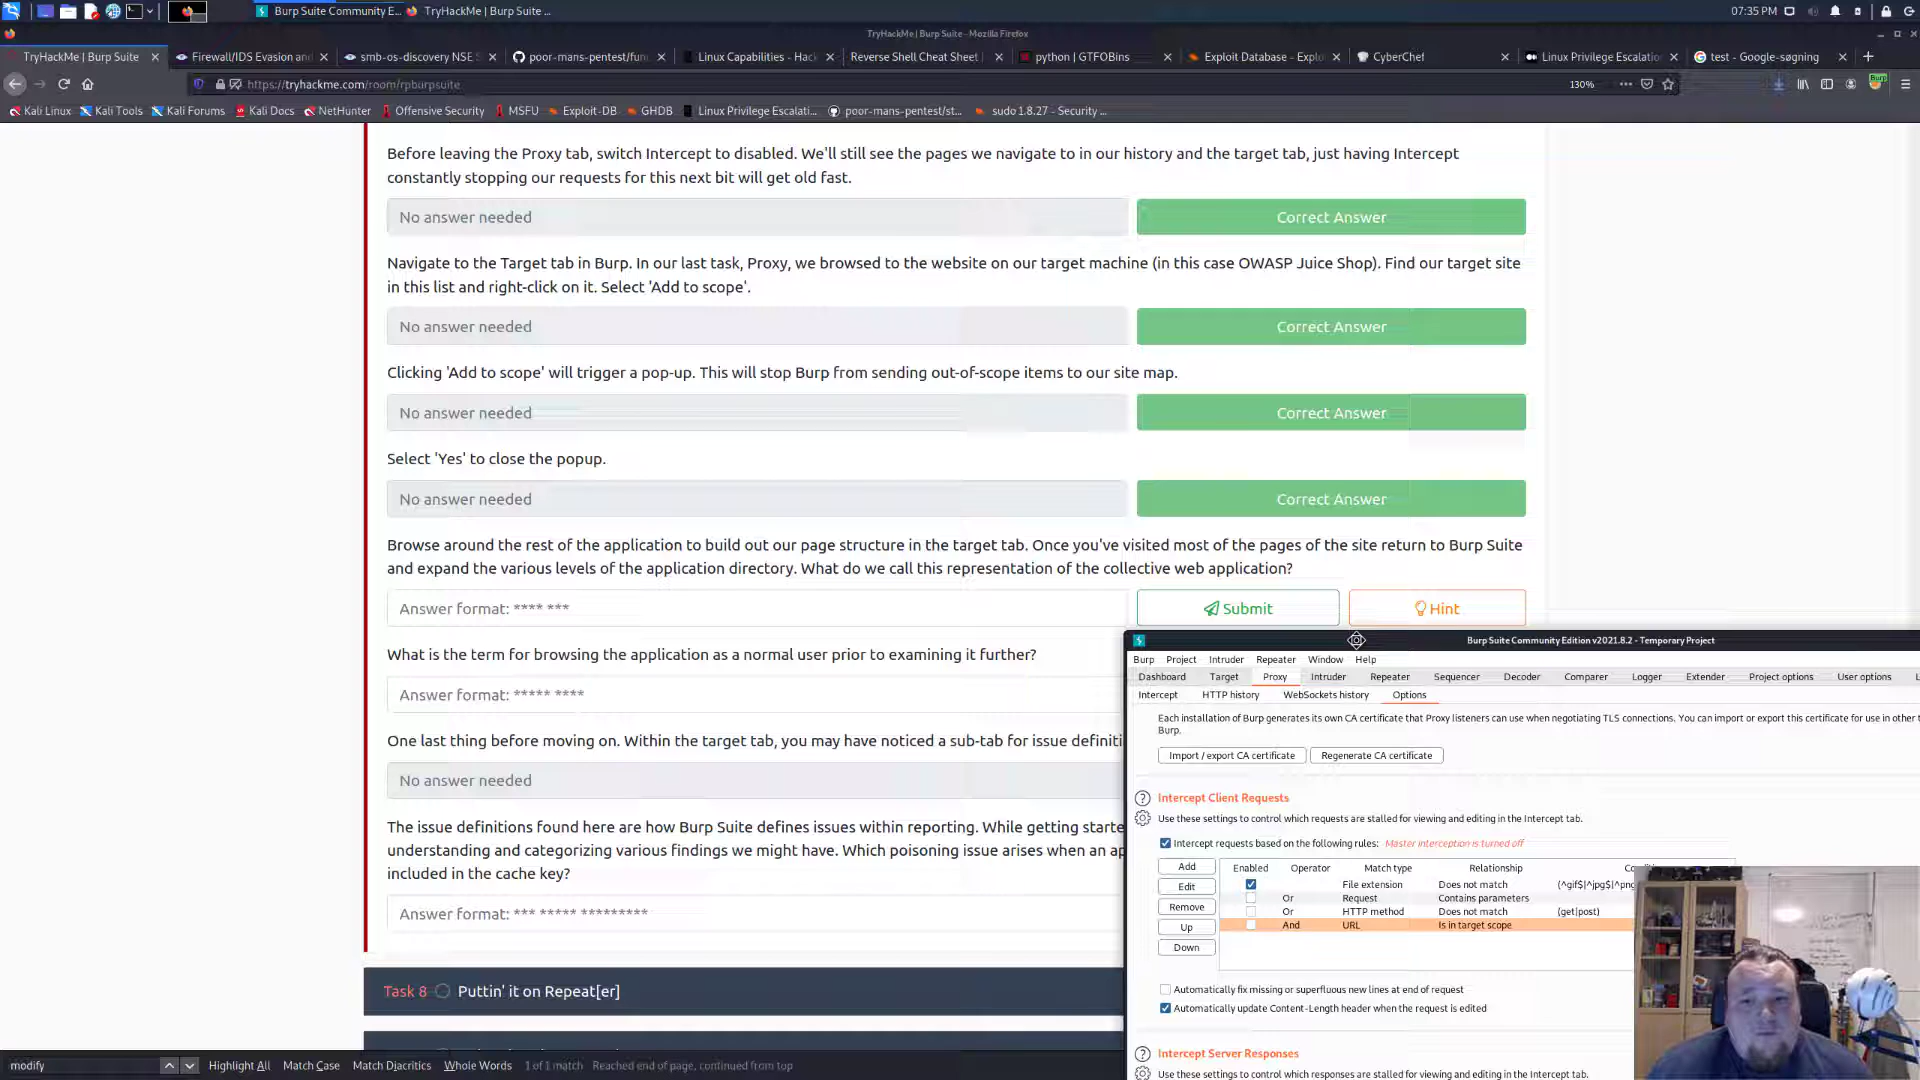 Burp Suite Community E...
TryHackMe | Burp Suite ...
07:35 PM
TryHackMe | Burp Suite - Mozilla Firefox
TryHackMe | Burp Suite
Firewall/IDS Evasion and
smb-os-discovery NSE S
poor-mans-pentest/fun
Linux Capabilities - Hack
Reverse Shell Cheat Sheet
python | GTFOBins
Exploit Database - Explo
CyberChef
Linux Privilege Escalatio
test - Google-søgning
https://tryhackme.com/room/rpburpsuite
130%
Burp
Kali Linux
Kali Tools
Kali Forums
Kali Docs
NetHunter
Offensive Security
MSFU
Exploit-DB
GHDB
Linux Privilege Escalati...
poor-mans-pentest/st...
sudo 1.8.27 - Security ...
Before leaving the Proxy tab, switch Intercept to disabled. We'll still see the pages we navigate to in our history and the target tab, just having Intercept
constantly stopping our requests for this next bit will get old fast.
No answer needed
Correct Answer
Navigate to the Target tab in Burp. In our last task, Proxy, we browsed to the website on our target machine (in this case OWASP Juice Shop). Find our target site
in this list and right-click on it. Select 'Add to scope'.
No answer needed
Correct Answer
Clicking 'Add to scope' will trigger a pop-up. This will stop Burp from sending out-of-scope items to our site map.
No answer needed
Correct Answer
Select 'Yes' to close the popup.
No answer needed
Correct Answer
Browse around the rest of the application to build out our page structure in the target tab. Once you've visited most of the pages of the site return to Burp Suite
and expand the various levels of the application directory. What do we call this representation of the collective web application?
Answer format: **** ***
Submit
Hint
What is the term for browsing the application as a normal user prior to examining it further?
Answer format: ***** ****
One last thing before moving on. Within the target tab, you may have noticed a sub-tab for issue definiti
No answer needed
The issue definitions found here are how Burp Suite defines issues within reporting. While getting starte
understanding and categorizing various findings we might have. Which poisoning issue arises when an ap
included in the cache key?
Answer format: *** ***** *********
Task 8
Puttin' it on Repeat[er]
modify
Highlight All
Match Case
Match Diacritics
Whole Words
1 of 1 match
Reached end of page, continued from top
Burp Suite Community Edition v2021.8.2 - Temporary Project
Burp Project Intruder Repeater Window Help
Dashboard Target Proxy Intruder Repeater Sequencer Decoder Comparer Logger Extender Project options User options L
Intercept HTTP history WebSockets history Options
Each installation of Burp generates its own CA certificate that Proxy listeners can use when negotiating TLS connections. You can import or export this certificate for use in other t
Burp.
Import / export CA certificate
Regenerate CA certificate
Intercept Client Requests
Use these settings to control which requests are stalled for viewing and editing in the Intercept tab.
Intercept requests based on the following rules: Master interception is turned off
Add
Edit
Remove
Up
Down
Enabled Operator Match type Relationship
File extension Does not match (^gif$|^jpg$|^png
Or Request Contains parameters
Or HTTP method Does not match (get|post)
And URL Is in target scope
Automatically fix missing or superfluous new lines at end of request
Automatically update Content-Length header when the request is edited
Intercept Server Responses
Use these settings to control which responses are stalled for viewing and editing in the Intercept tab.